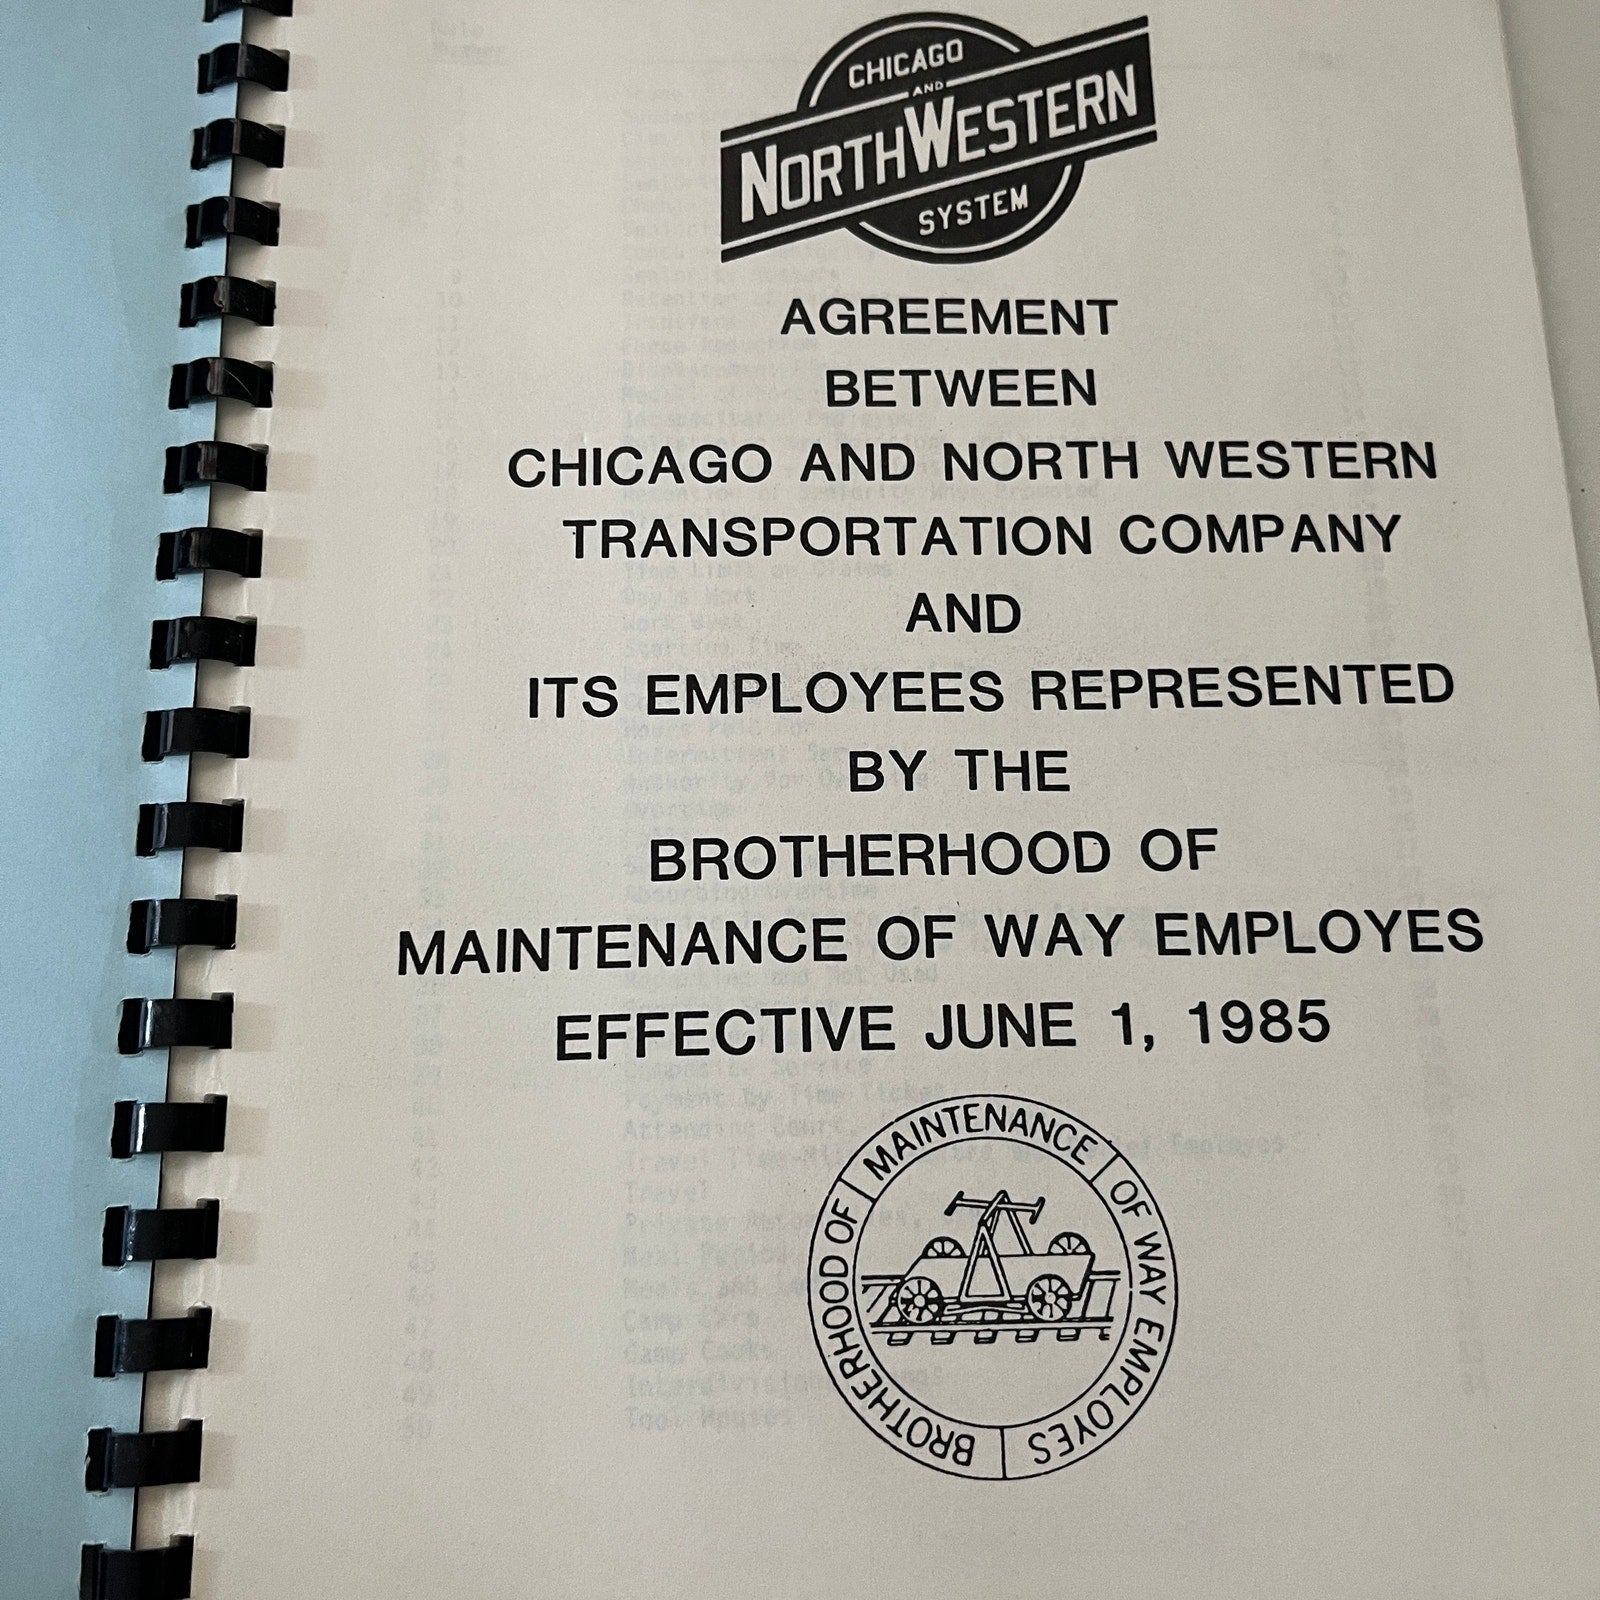 CHICAGO
AND
NORTHWESTERN
SYSTEM
AGREEMENT
BETWEEN
CHICAGO AND NORTH WESTERN
TRANSPORTATION COMPANY
AND
ITS EMPLOYEES REPRESENTED
BY THE
BROTHERHOOD OF
MAINTENANCE OF WAY EMPLOYES
EFFECTIVE JUNE 1, 1985
BROTHERHOOD OF MAINTENANCE OF WAY EMPLOYES